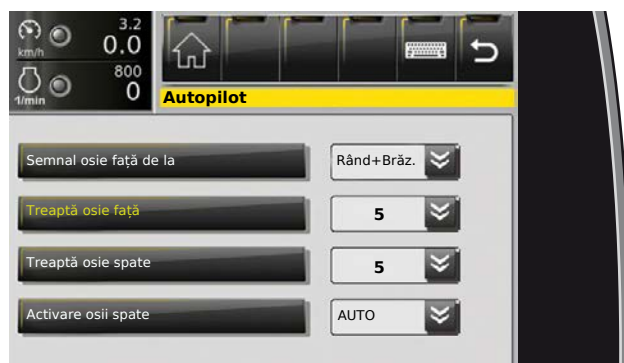 3.2
km/h 0.0
800
1/min 0
Autopilot
Semnal osie față de la Rând+Brăz.
Treaptă osie față 5
Treaptă osie spate 5
Activare osii spate AUTO